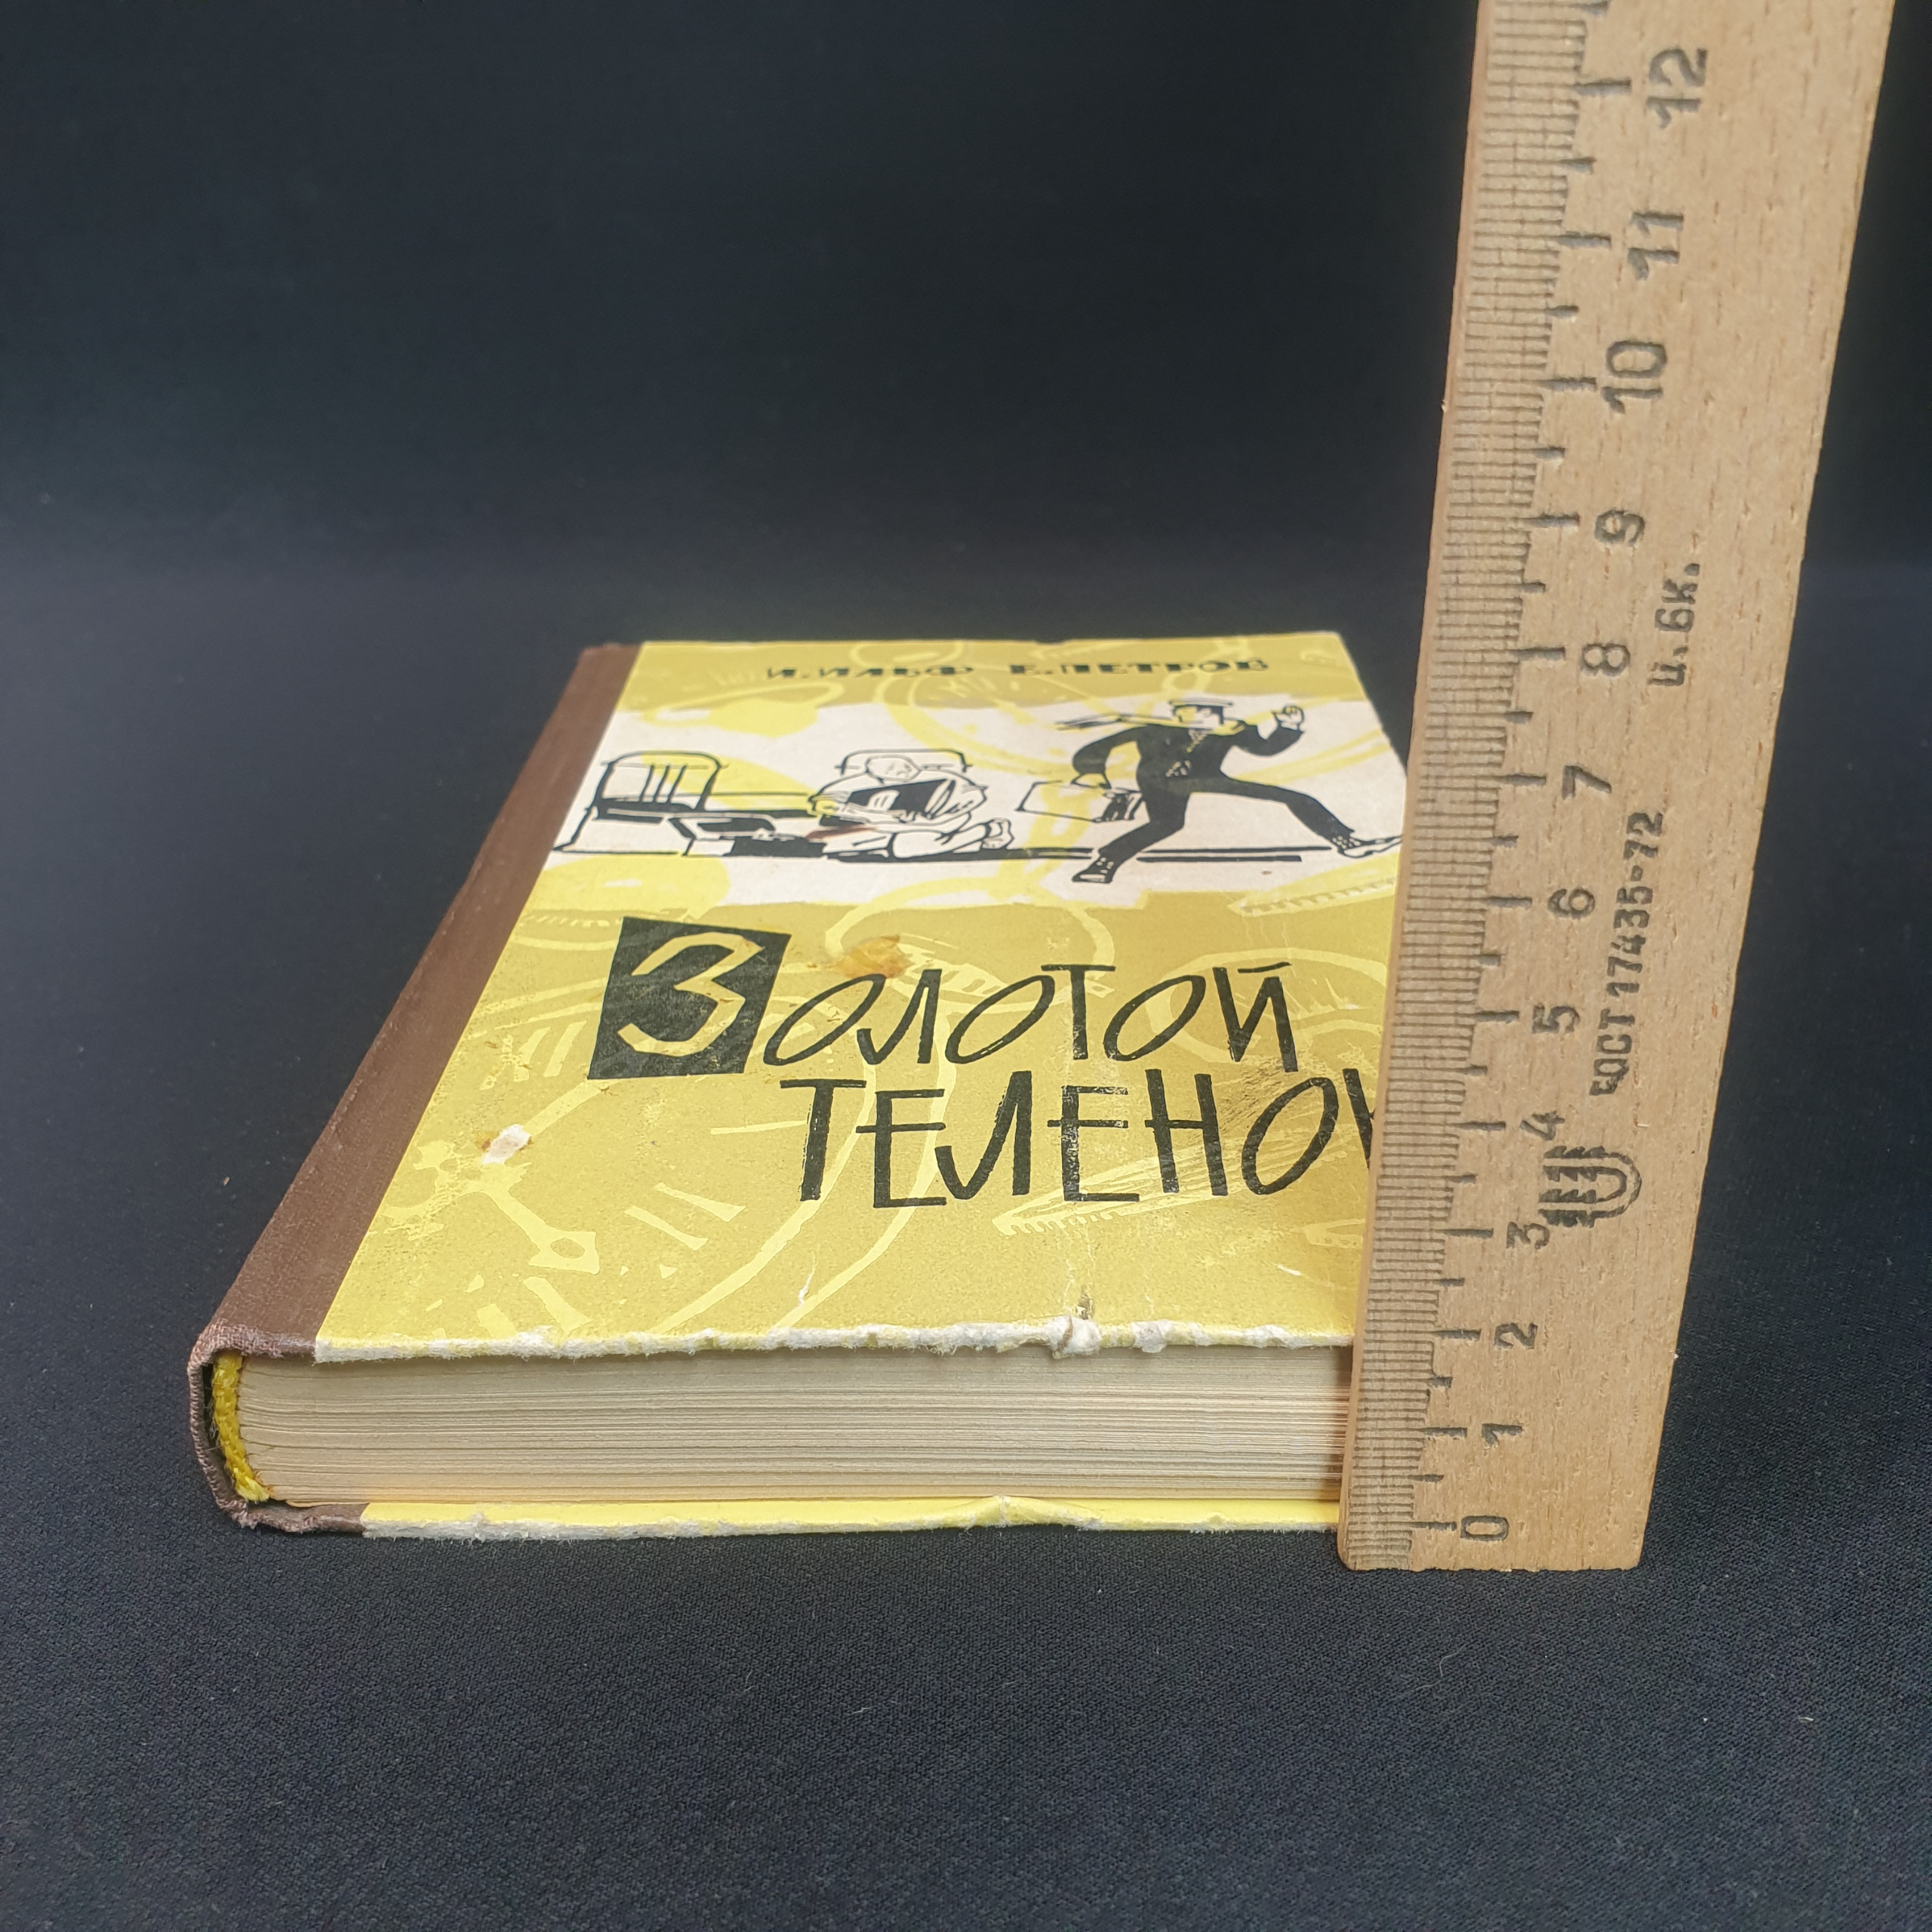 И. ИЛЬФ Е. ПЕТРОВ
ЗОЛОТОЙ
ТЕЛЕНО
12
11
10
9
8
7
6
5
4
3
2
1
0
ц. 6к.
ГОСТ 17435-72